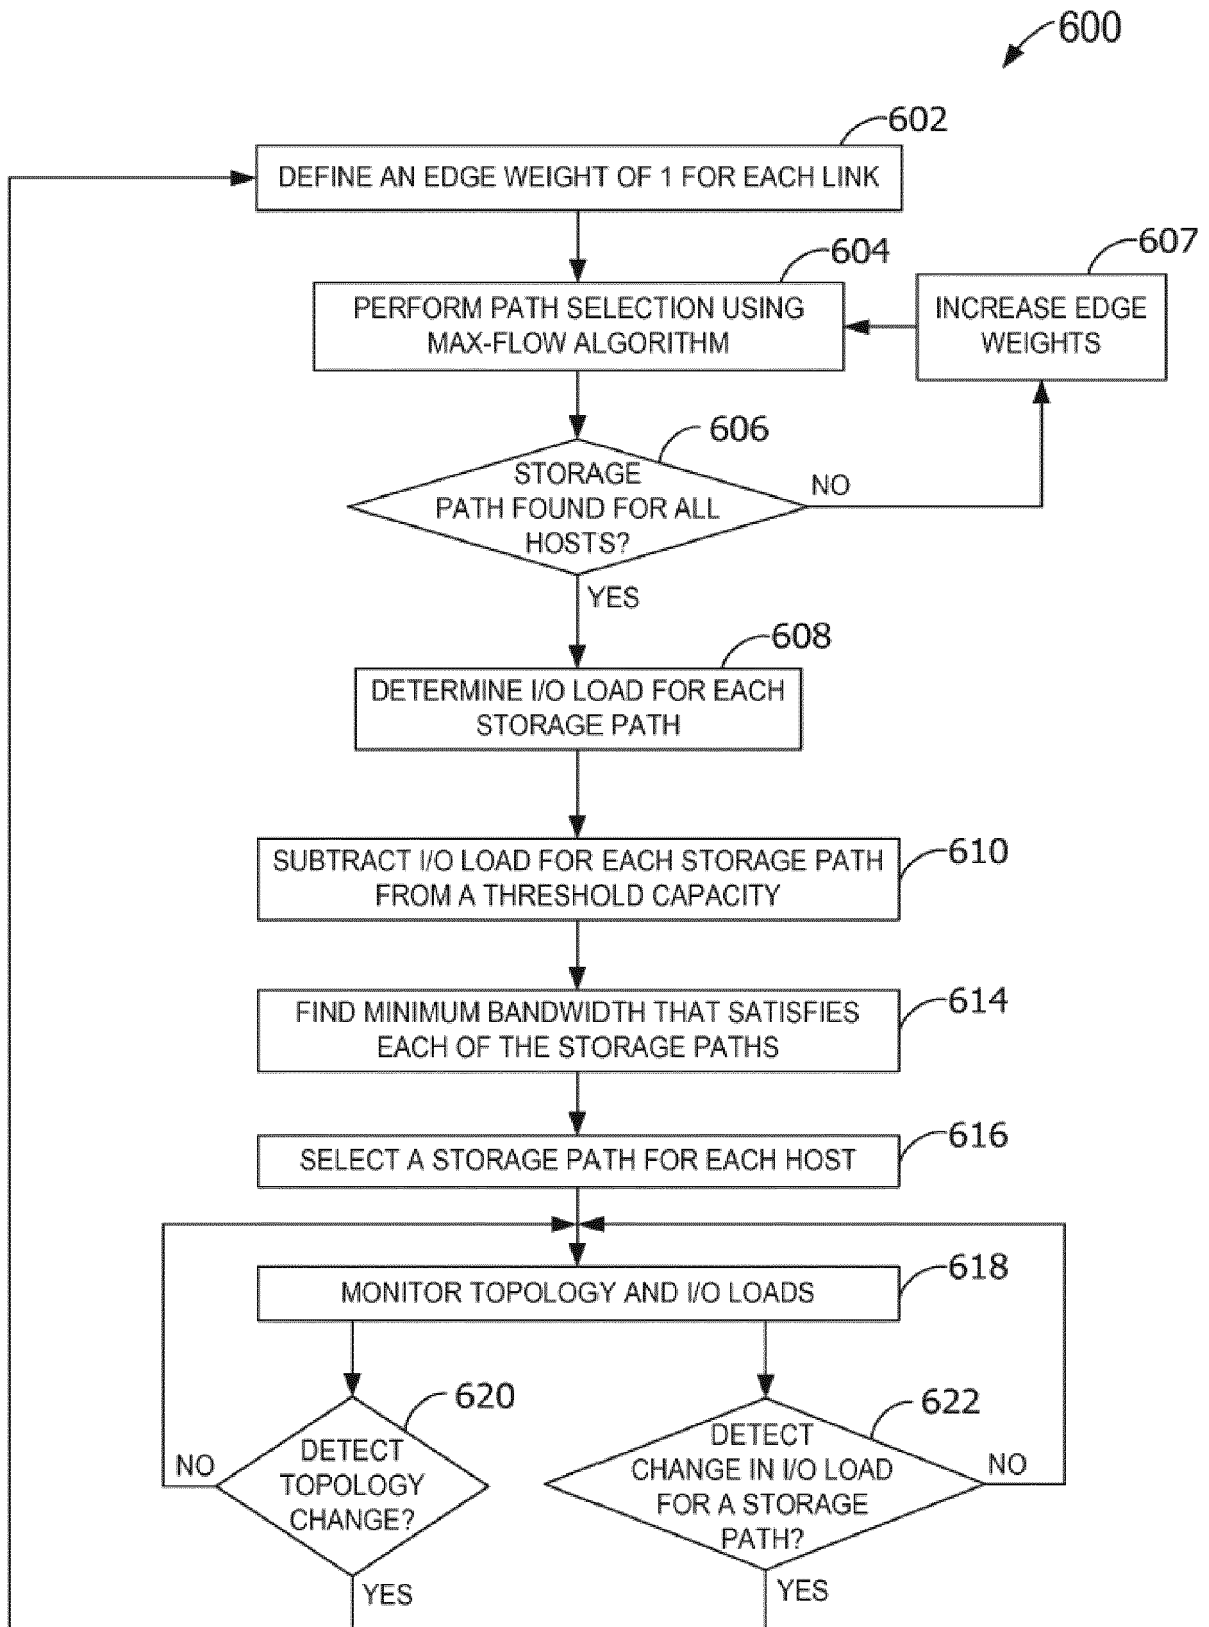 600
602
DEFINE AN EDGE WEIGHT OF 1 FOR EACH LINK
604
607
PERFORM PATH SELECTION USING
MAX-FLOW ALGORITHM
INCREASE EDGE
WEIGHTS
606
STORAGE
PATH FOUND FOR ALL
HOSTS?
NO
YES
608
DETERMINE I/O LOAD FOR EACH
STORAGE PATH
610
SUBTRACT I/O LOAD FOR EACH STORAGE PATH
FROM A THRESHOLD CAPACITY
614
FIND MINIMUM BANDWIDTH THAT SATISFIES
EACH OF THE STORAGE PATHS
616
SELECT A STORAGE PATH FOR EACH HOST
618
MONITOR TOPOLOGY AND I/O LOADS
620
DETECT
TOPOLOGY
CHANGE?
NO
YES
622
DETECT
CHANGE IN I/O LOAD
FOR A STORAGE
PATH?
NO
YES